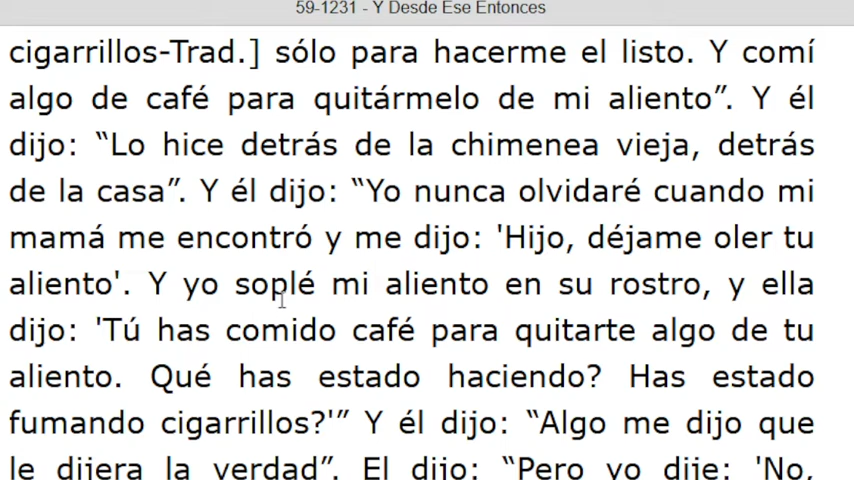 59-1231 - Y Desde Ese Entonces
cigarrillos-Trad.] sólo para hacerme el listo. Y comí
algo de café para quitármelo de mi aliento”. Y él
dijo: “Lo hice detrás de la chimenea vieja, detrás
de la casa”. Y él dijo: “Yo nunca olvidaré cuando mi
mamá me encontró y me dijo: 'Hijo, déjame oler tu
aliento'. Y yo soplé mi aliento en su rostro, y ella
dijo: 'Tú has comido café para quitarte algo de tu
aliento. Qué has estado haciendo? Has estado
fumando cigarrillos?'” Y él dijo: “Algo me dijo que
le dijera la verdad”. El dijo: “Pero yo dije: 'No,